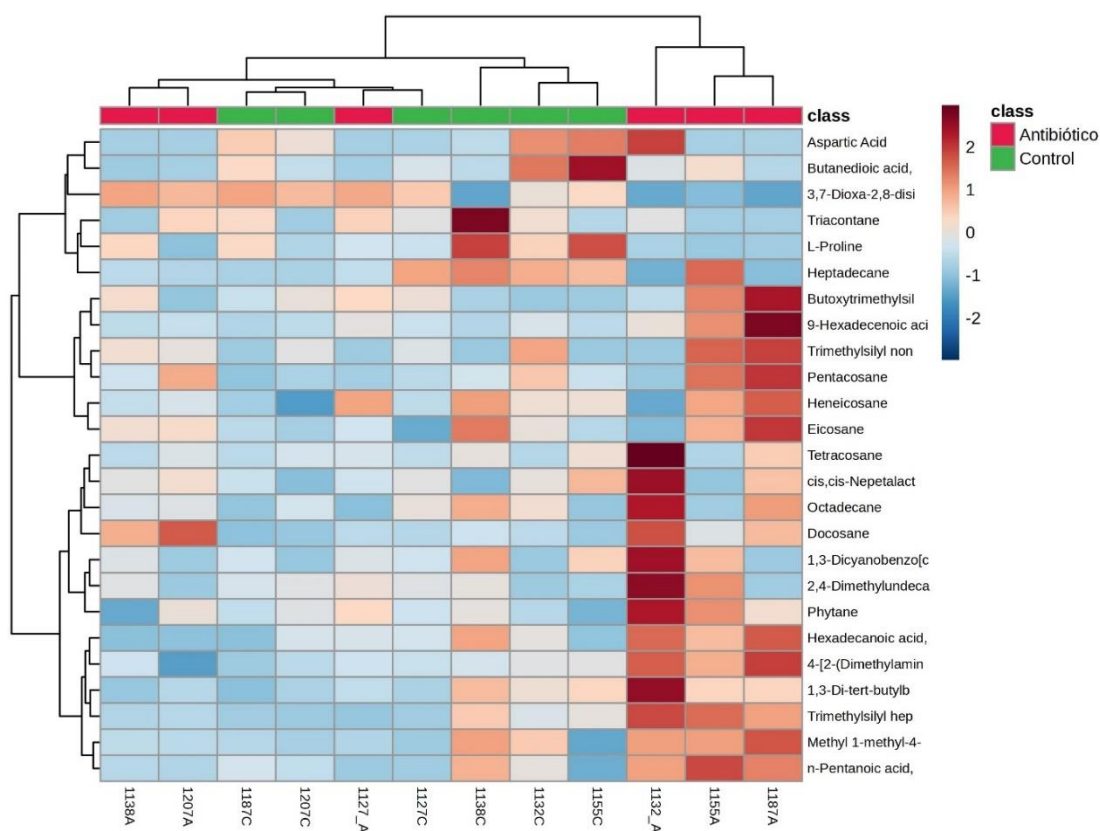 class
Aspartic Acid
Butanedioic acid,
3,7-Dioxa-2,8-disi
Triacontane
L-Proline
Heptadecane
Butoxytrimethylsil
9-Hexadecenoic aci
Trimethylsilyl non
Pentacosane
Heneicosane
Eicosane
Tetracosane
cis,cis-Nepetalact
Octadecane
Docosane
1,3-Dicyanobenzo[c
2,4-Dimethylundeca
Phytane
Hexadecanoic acid,
4-[2-(Dimethylamin
1,3-Di-tert-butylb
Trimethylsilyl hep
Methyl 1-methyl-4-
n-Pentanoic acid,
2
1
0
-1
-2
class
Antibiótico
Control
1138A
1207A
1187C
1207C
1127_A
1127C
1138C
1132C
1155C
1132_A
1155A
1187A